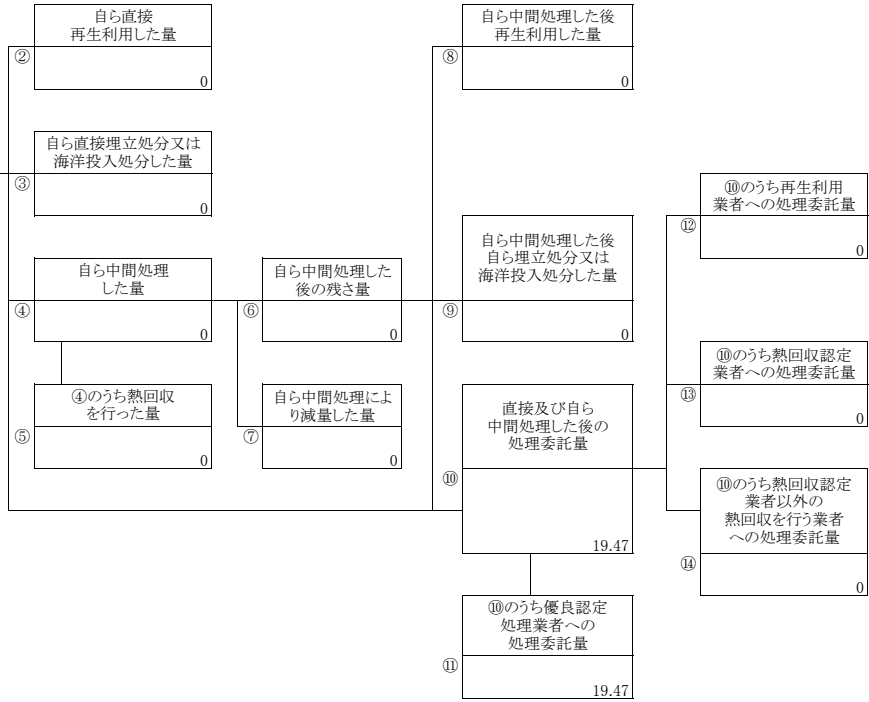 自ら直接
再生利用した量
②
0
自ら直接埋立処分又は
海洋投入処分した量
③
0
自ら中間処理
した量
④
0
④のうち熱回収
を行った量
⑤
0
自ら中間処理した
後の残さ量
⑥
0
自ら中間処理によ
り減量した量
⑦
0
自ら中間処理した後
再生利用した量
⑧
0
自ら中間処理した後
自ら埋立処分又は
海洋投入処分した量
⑨
0
直接及び自ら
中間処理した後の
処理委託量
⑩
19.47
⑩のうち優良認定
処理業者への
処理委託量
⑪
19.47
⑩のうち再生利用
業者への処理委託量
⑫
0
⑩のうち熱回収認定
業者への処理委託量
⑬
0
⑩のうち熱回収認定
業者以外の
熱回収を行う業者
への処理委託量
⑭
0